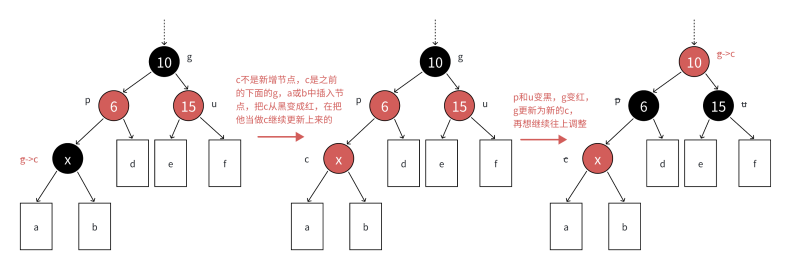 10
g
p
6
15
u
g->c
x
d
e
f
a
b
c不是新增节点，c是之前
的下面的g，a或b中插入节
点，把c从黑变成红，在把
他当做c继续更新上来的
10
g
p
6
15
u
c
x
d
e
f
a
b
p和u变黑，g变红，
g更新为新的c，
再想继续往上调整
10
g->c
p
6
15
u
c
x
d
e
f
a
b